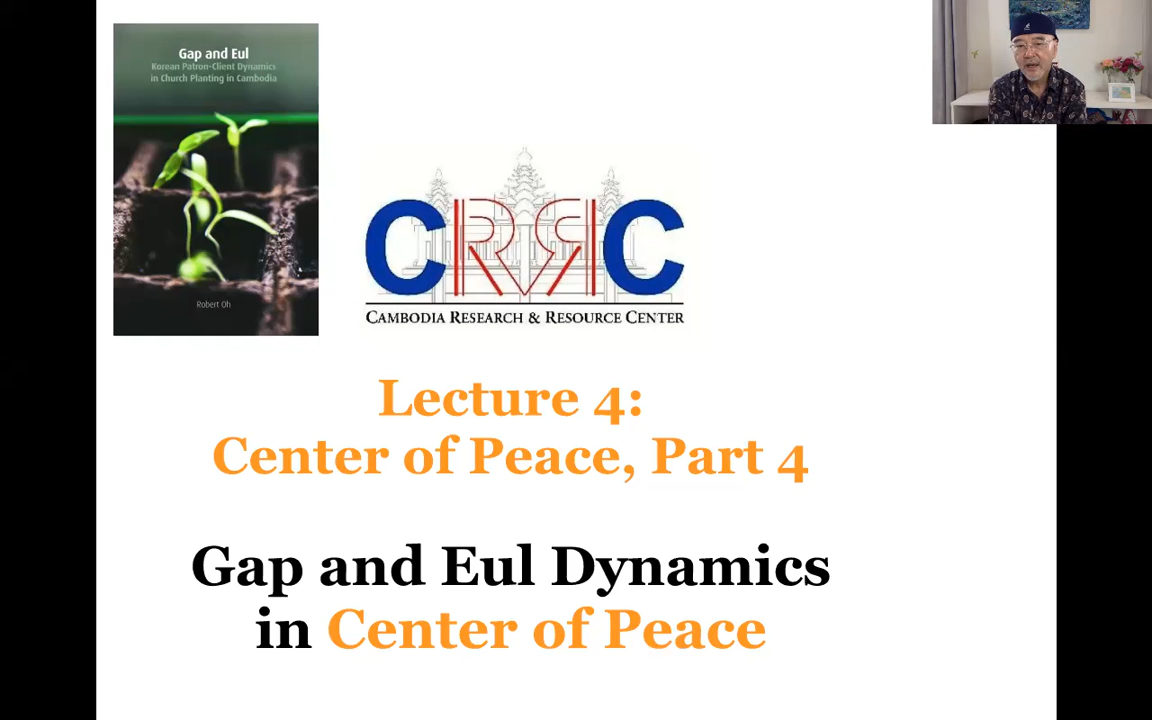 Gap and Eul
Korean Patron-Client Dynamics
in Church Planting in Cambodia
Robert Oh
CRRC
CAMBODIA RESEARCH & RESOURCE CENTER
Lecture 4:
Center of Peace, Part 4
Gap and Eul Dynamics
in Center of Peace